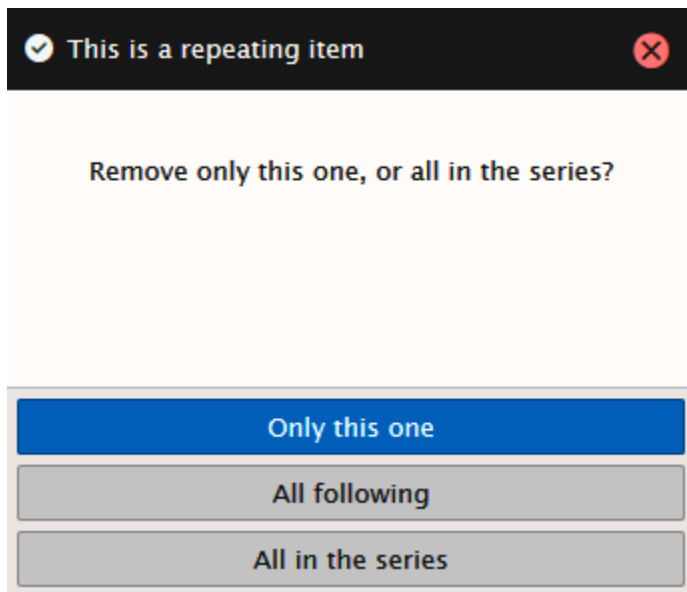 This is a repeating item
Remove only this one, or all in the series?
Only this one
All following
All in the series